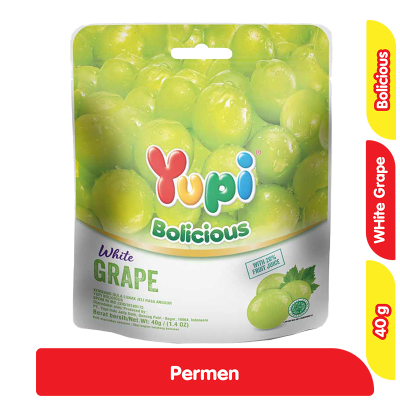 Yupi
Bolicious
White
GRAPE
WITH 20%
FRUIT JUICE
Berat Bersih/Net Wt: 40g / (1.4 OZ)
Bolicious
WHite Grape
40g
Permen